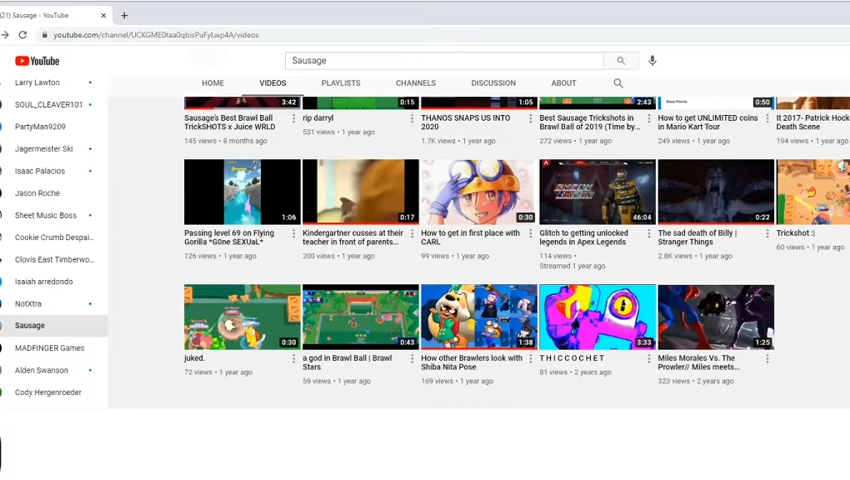 (21) Sausage - YouTube
youtube.com/channel/UCKGME0taa0qbisPuFyLwp4A/videos
YouTube
Sausage
HOME VIDEOS PLAYLISTS CHANNELS DISCUSSION ABOUT
Larry Lawton
SOUL_CLEAVER101
PartyMan9209
Jagermeister Ski
Isaac Palacios
Jason Roche
Sheet Music Boss
Cookie Crumb Despai...
Clovis East Timberwo...
Isaiah arredondo
NotXtra
Sausage
MADFINGER Games
Alden Swanson
Cody Hergenroeder
3:42
Sausage's Best Brawl Ball
TrickSHOTS x Juice WRLD
145 views • 8 months ago
0:15
rip darryl
531 views • 1 year ago
1:05
THANOS SNAPS US INTO
2020
1.7K views • 1 year ago
2:43
Best Sausage Trickshots in
Brawl Ball of 2019 (Time by...
272 views • 1 year ago
0:50
How to get UNLIMITED coins
in Mario Kart Tour
249 views • 1 year ago
It 2017- Patrick Hock
Death Scene
194 views • 1 year ago
1:06
Passing level 69 on Flying
Gorilla *G0ne SEXUaL*
126 views • 1 year ago
0:17
Kindergartner cusses at their
teacher in front of parents...
200 views • 1 year ago
0:30
How to get in first place with
CARL
99 views • 1 year ago
46:04
Glitch to getting unlocked
legends in Apex Legends
114 views •
Streamed 1 year ago
0:22
The sad death of Billy |
Stranger Things
2.8K views • 1 year ago
Trickshot :|
60 views • 1 year ago
0:30
juked.
72 views • 1 year ago
0:43
a god in Brawl Ball | Brawl
Stars
59 views • 1 year ago
1:38
How other Brawlers look with
Shiba Nita Pose
169 views • 1 year ago
3:33
T H I C C O C H E T
81 views • 2 years ago
1:25
Miles Morales Vs. The
Prowler// Miles meets...
323 views • 2 years ago